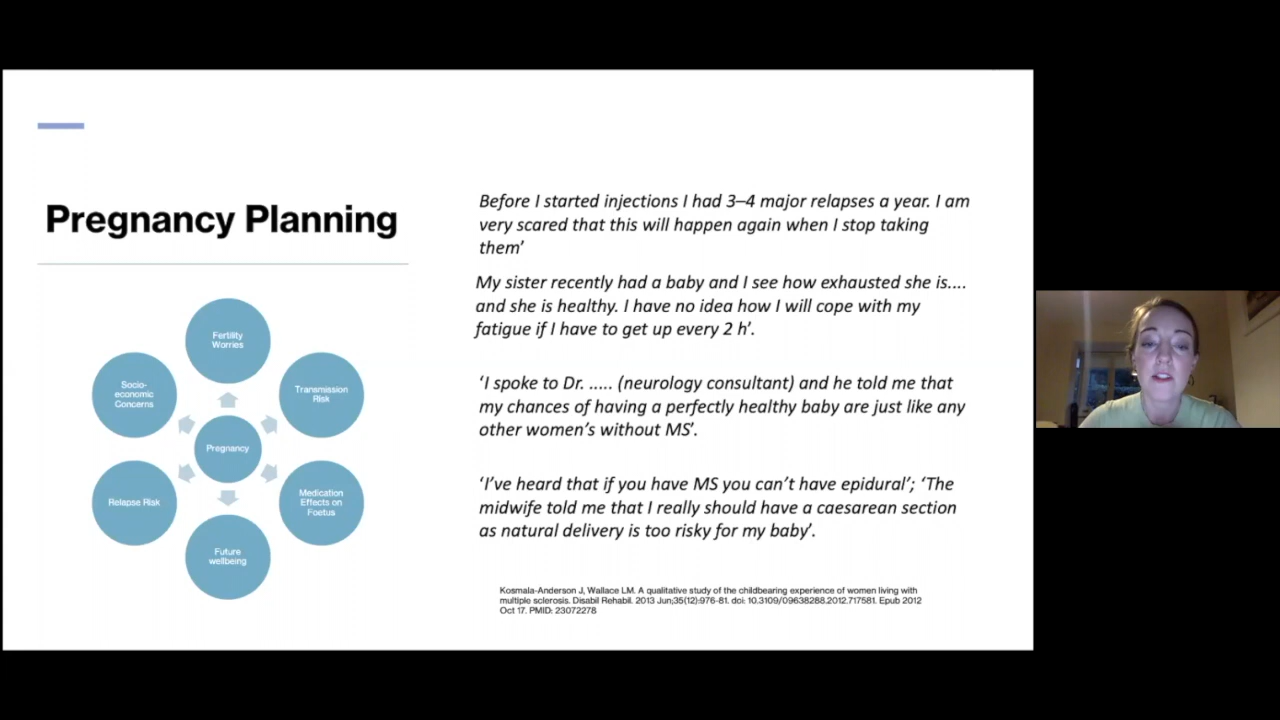 Pregnancy Planning
Fertility
Worries
Socio-
economic
Concerns
Transmission
Risk
Pregnancy
Relapse Risk
Medication
Effects on
Foetus
Future
wellbeing
Before I started injections I had 3–4 major relapses a year. I am
very scared that this will happen again when I stop taking
them’
My sister recently had a baby and I see how exhausted she is....
and she is healthy. I have no idea how I will cope with my
fatigue if I have to get up every 2 h’.
‘I spoke to Dr. ..... (neurology consultant) and he told me that
my chances of having a perfectly healthy baby are just like any
other women’s without MS’.
‘I’ve heard that if you have MS you can’t have epidural’; ‘The
midwife told me that I really should have a caesarean section
as natural delivery is too risky for my baby’.
Kosmala-Anderson J, Wallace LM. A qualitative study of the childbearing experience of women living with
multiple sclerosis. Disabil Rehabil. 2013 Jun;35(12):976-81. doi: 10.3109/09638288.2012.717581. Epub 2012
Oct 17. PMID: 23072278